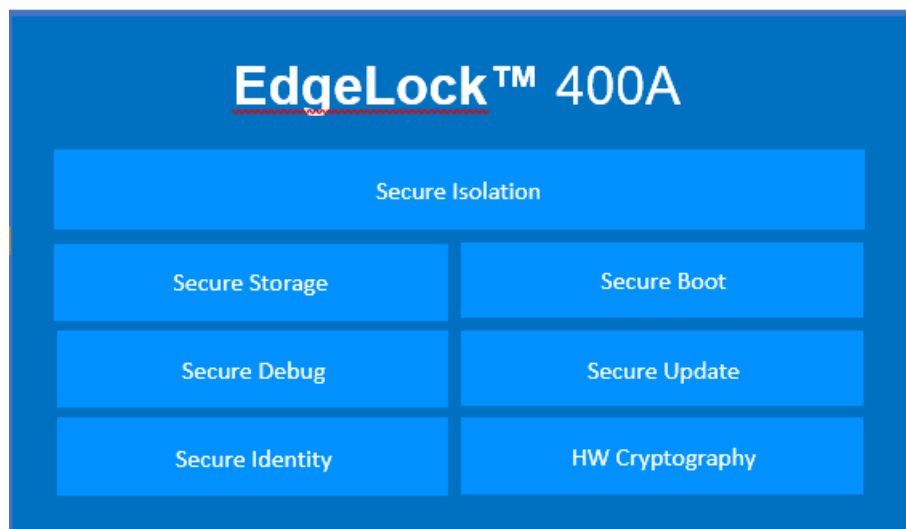 EdgeLock™ 400A
Secure Isolation
Secure Storage
Secure Boot
Secure Debug
Secure Update
Secure Identity
HW Cryptography